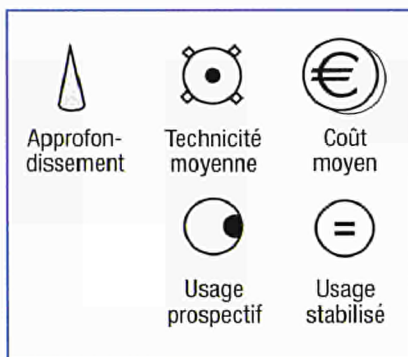 €
Approfon-
dissement
Technicité
moyenne
Coût
moyen
=
Usage
prospectif
Usage
stabilisé